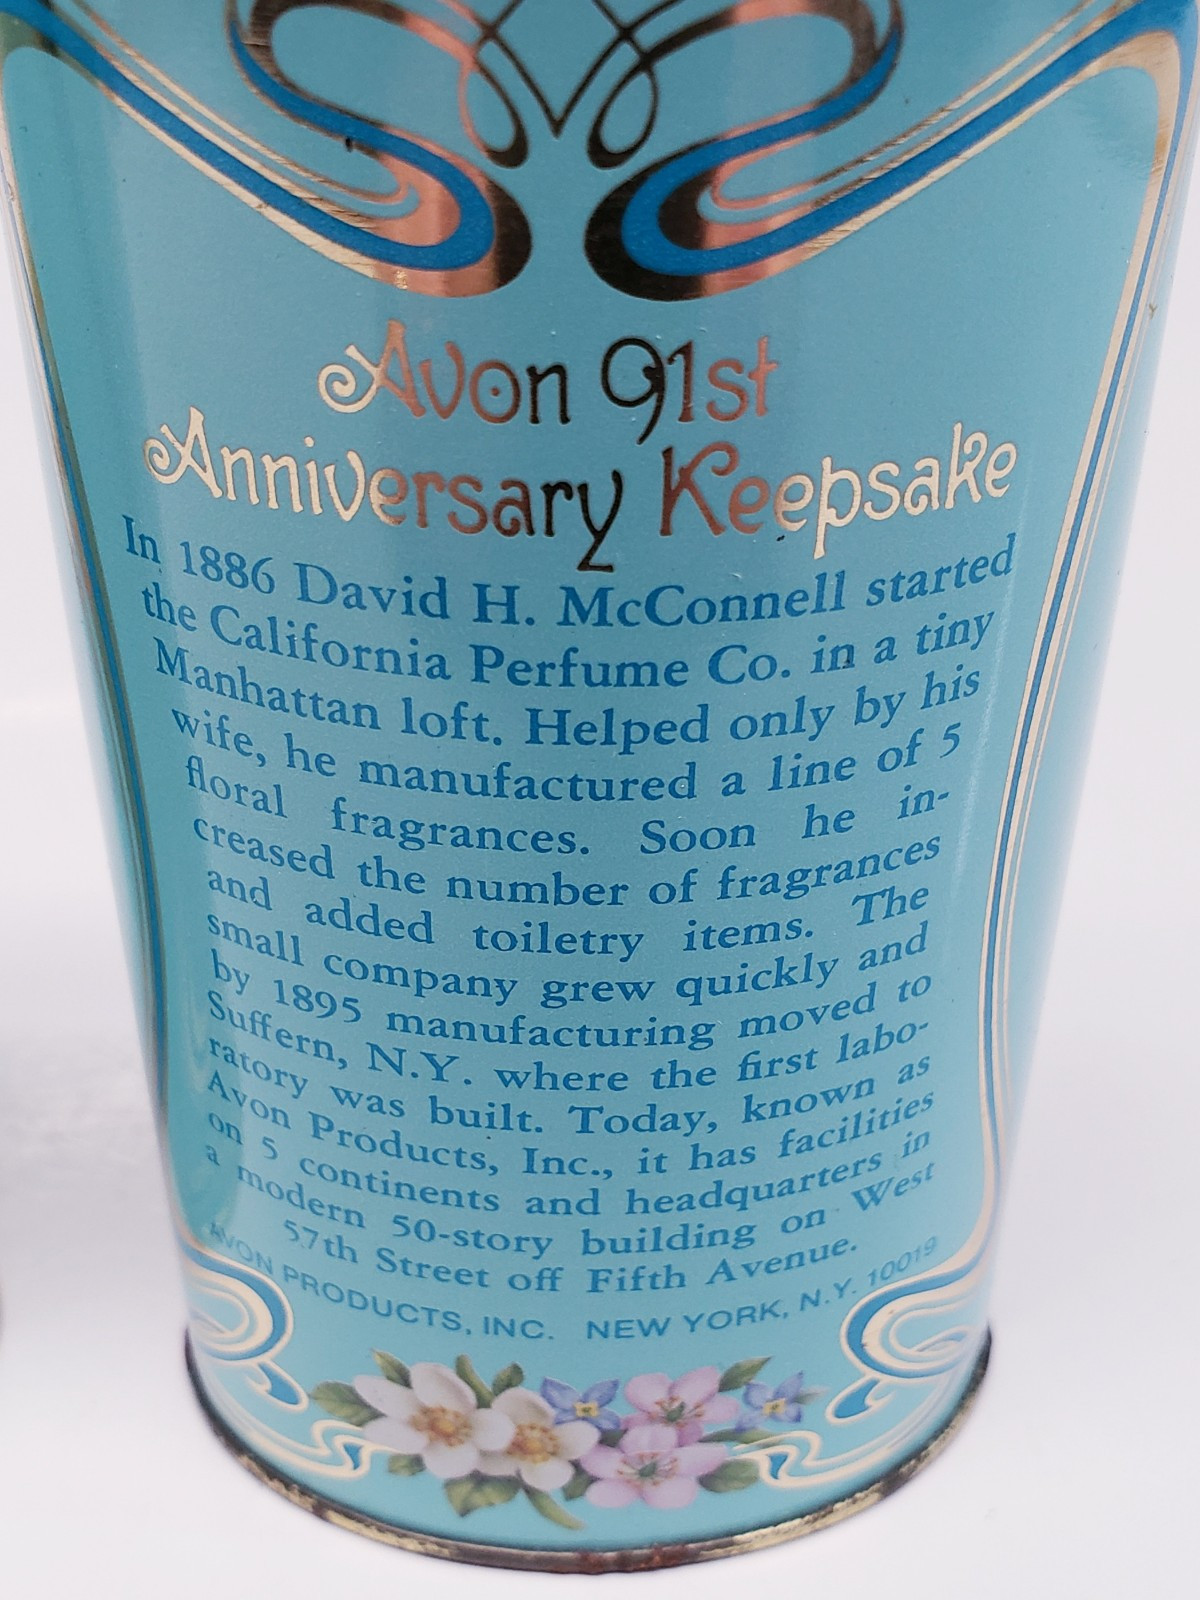 Avon 91st
Anniversary Keepsake
In 1886 David H. McConnell started
the California Perfume Co. in a tiny
Manhattan loft. Helped only by his
wife, he manufactured a line of 5
floral fragrances. Soon he in-
creased the number of fragrances
and added toiletry items. The
small company grew quickly and
by 1895 manufacturing moved to
Suffern, N.Y. where the first labo-
ratory was built. Today, known as
Avon Products, Inc., it has facilities
on 5 continents and headquarters in
a modern 50-story building on West
57th Street off Fifth Avenue.
AVON PRODUCTS, INC. NEW YORK, N.Y. 10019